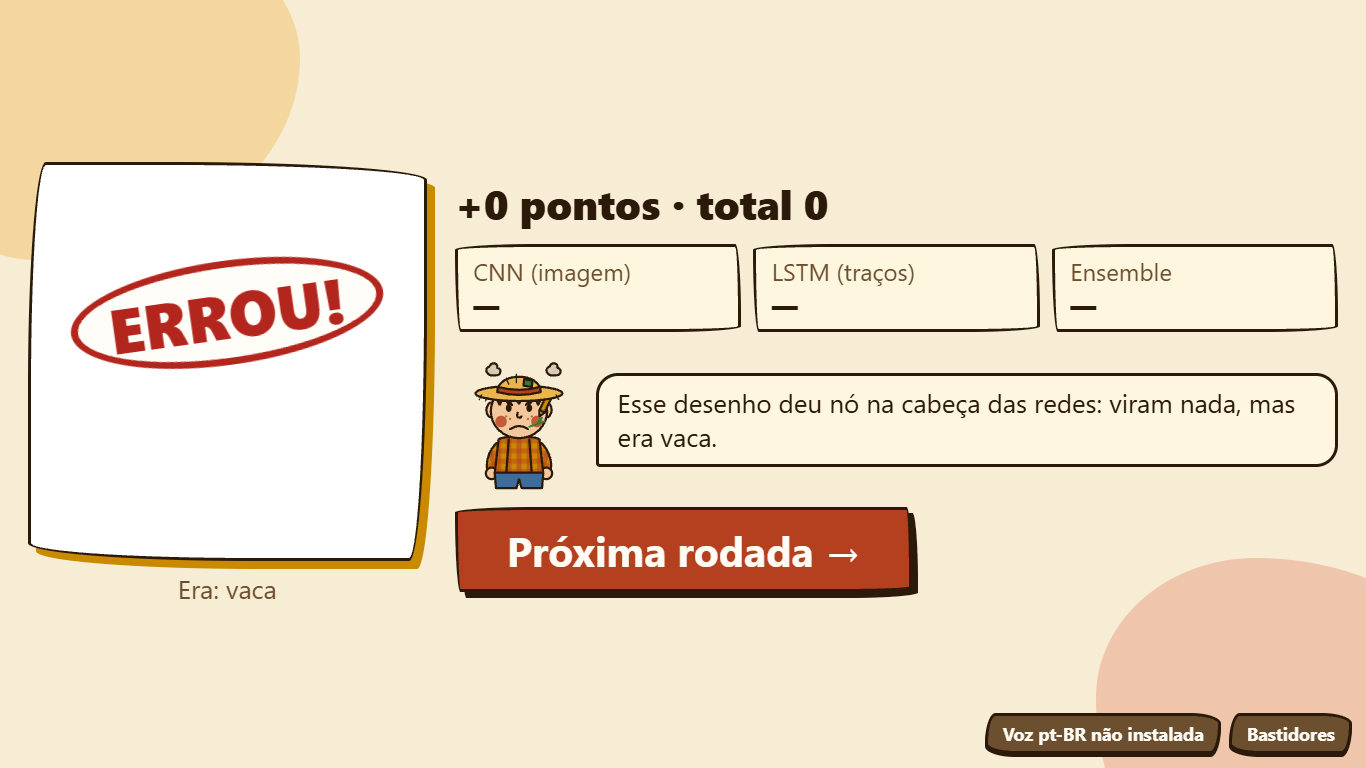 ERROU!
Era: vaca
+0 pontos · total 0
CNN (imagem)
—
LSTM (traços)
—
Ensemble
—
Esse desenho deu nó na cabeça das redes: viram nada, mas
era vaca.
Próxima rodada →
Voz pt-BR não instalada
Bastidores